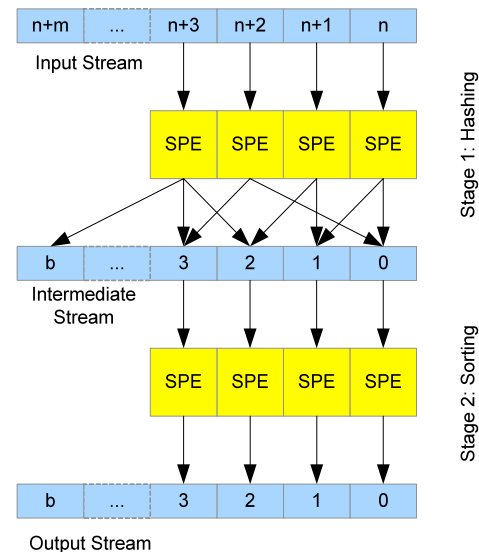 n+m ... n+3 n+2 n+1 n
Input Stream
SPE SPE SPE SPE
Stage 1: Hashing
b ... 3 2 1 0
Intermediate
Stream
SPE SPE SPE SPE
Stage 2: Sorting
b ... 3 2 1 0
Output Stream